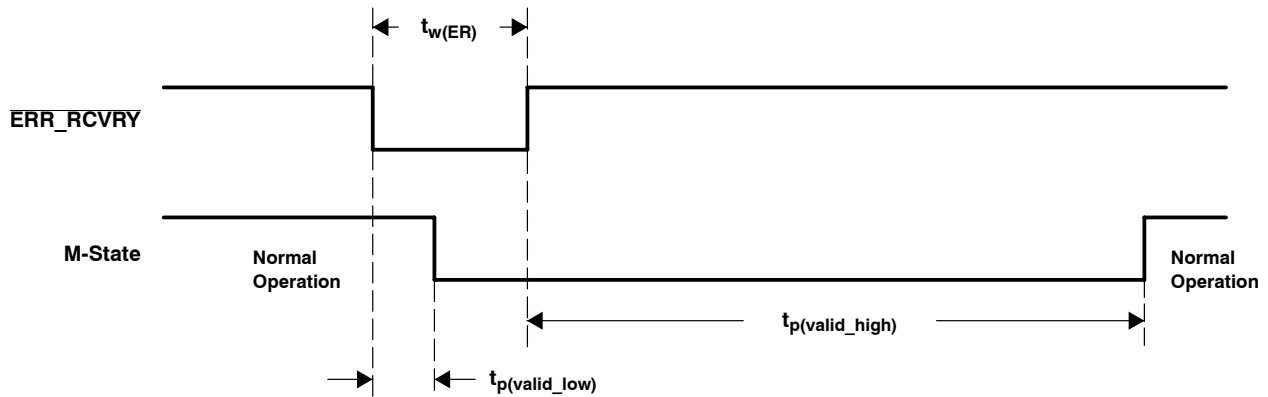 tw(ER)
ERR_RCVRY
M-State
Normal
Operation
Normal
Operation
tp(valid_high)
tp(valid_low)